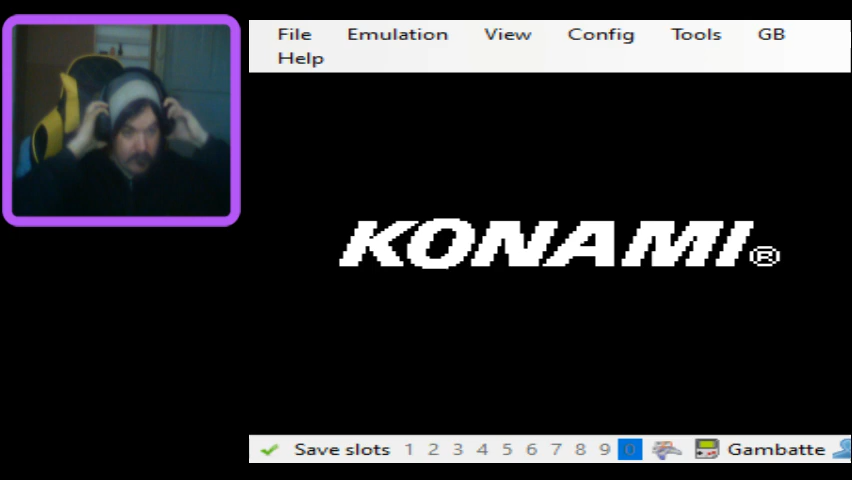 File Emulation View Config Tools GB
Help
KONAMI®
Save slots 1 2 3 4 5 6 7 8 9 0 Gambatte